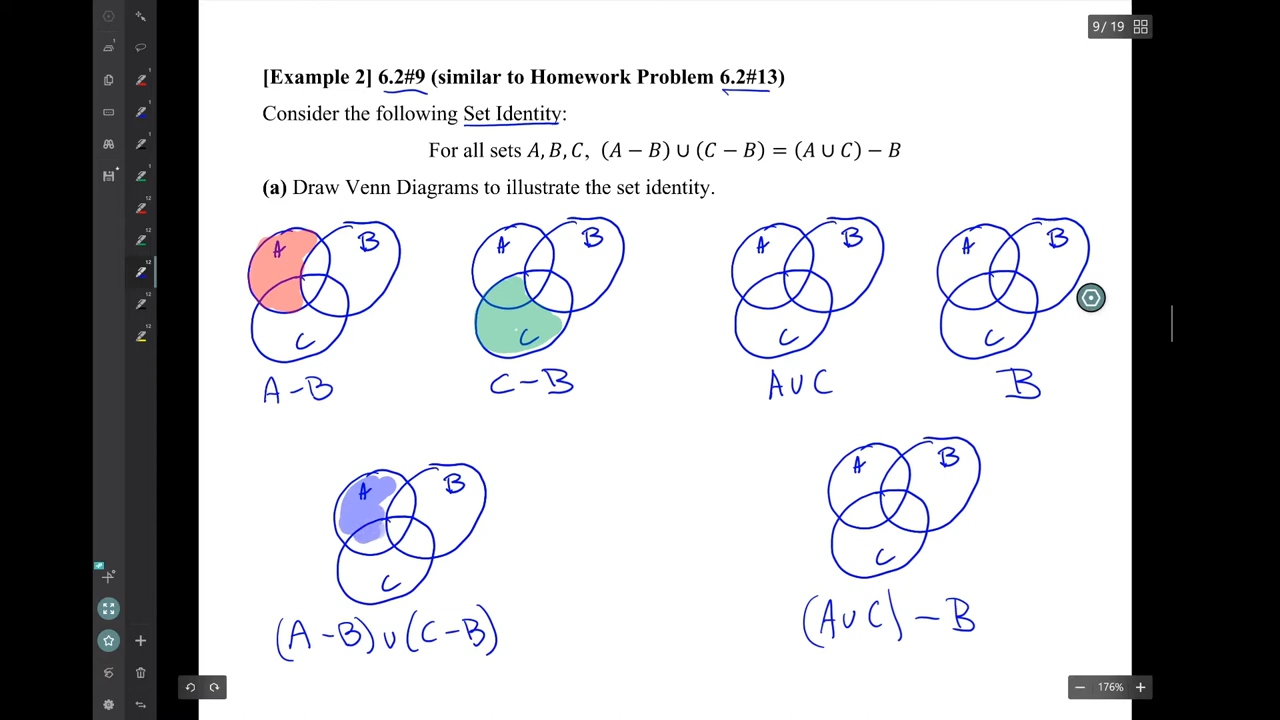 9/19
[Example 2] 6.2#9 (similar to Homework Problem 6.2#13)
Consider the following Set Identity:
For all sets A, B, C, (A − B) ∪ (C − B) = (A ∪ C) − B
(a) Draw Venn Diagrams to illustrate the set identity.
A B A B A B A B
C C C C
A − B C − B A ∪ C B
A B A B
C C
(A − B) ∪ (C − B) (A ∪ C) − B
176%